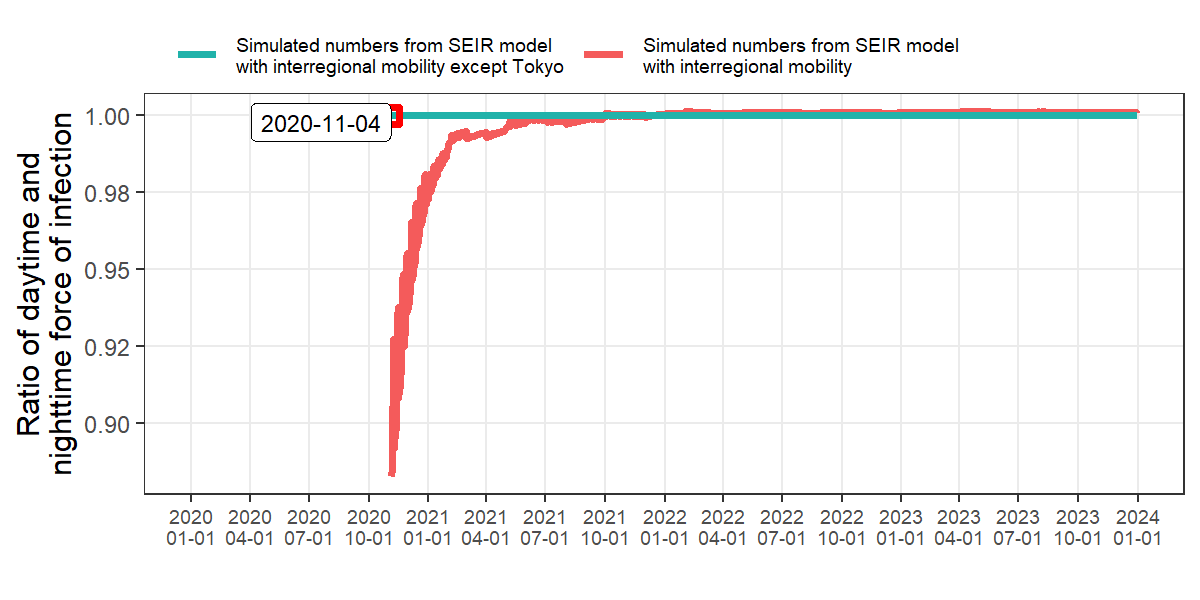 Simulated numbers from SEIR model
with interregional mobility except Tokyo
Simulated numbers from SEIR model
with interregional mobility
Ratio of daytime and
nighttime force of infection
1.00
0.98
0.95
0.92
0.90
2020-11-04
2020 2020 2020 2020 2021 2021 2021 2021 2022 2022 2022 2022 2023 2023 2023 2023 2024
01-01 04-01 07-01 10-01 01-01 04-01 07-01 10-01 01-01 04-01 07-01 10-01 01-01 04-01 07-01 10-01 01-01